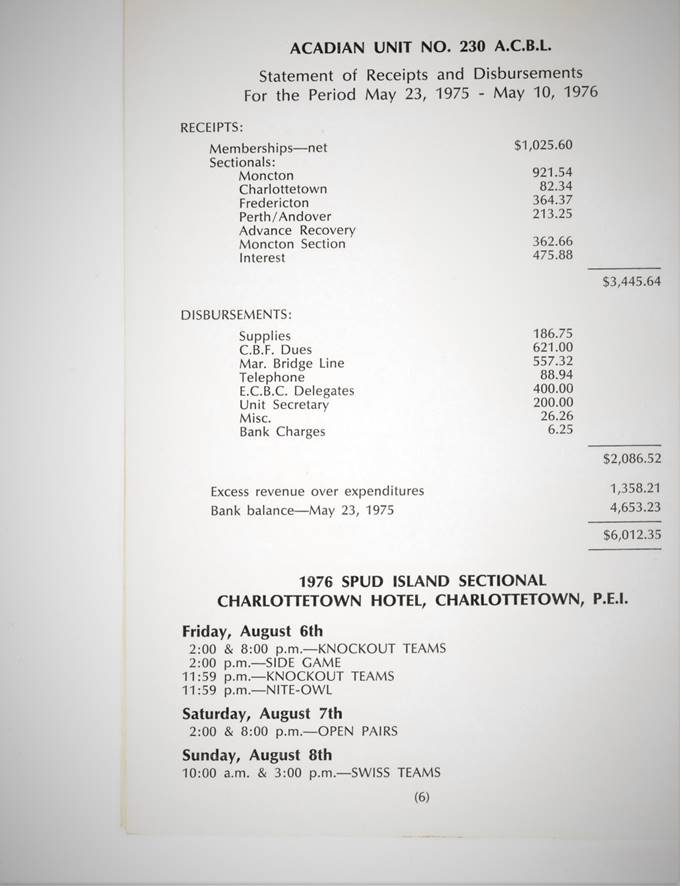 ACADIAN UNIT NO. 230 A.C.B.L.
Statement of Receipts and Disbursements
For the Period May 23, 1975 - May 10, 1976
RECEIPTS:
Memberships—net $1,025.60
Sectionals:
Moncton 921.54
Charlottetown 82.34
Fredericton 364.37
Perth/Andover 213.25
Advance Recovery
Moncton Section 362.66
Interest 475.88
$3,445.64
DISBURSEMENTS:
Supplies 186.75
C.B.F. Dues 621.00
Mar. Bridge Line 557.32
Telephone 88.94
E.C.B.C. Delegates 400.00
Unit Secretary 200.00
Misc. 26.26
Bank Charges 6.25
$2,086.52
Excess revenue over expenditures 1,358.21
Bank balance—May 23, 1975 4,653.23
$6,012.35
1976 SPUD ISLAND SECTIONAL
CHARLOTTETOWN HOTEL, CHARLOTTETOWN, P.E.I.
Friday, August 6th
2:00 & 8:00 p.m.—KNOCKOUT TEAMS
2:00 p.m.—SIDE GAME
11:59 p.m.—KNOCKOUT TEAMS
11:59 p.m.—NITE-OWL
Saturday, August 7th
2:00 & 8:00 p.m.—OPEN PAIRS
Sunday, August 8th
10:00 a.m. & 3:00 p.m.—SWISS TEAMS
(6)